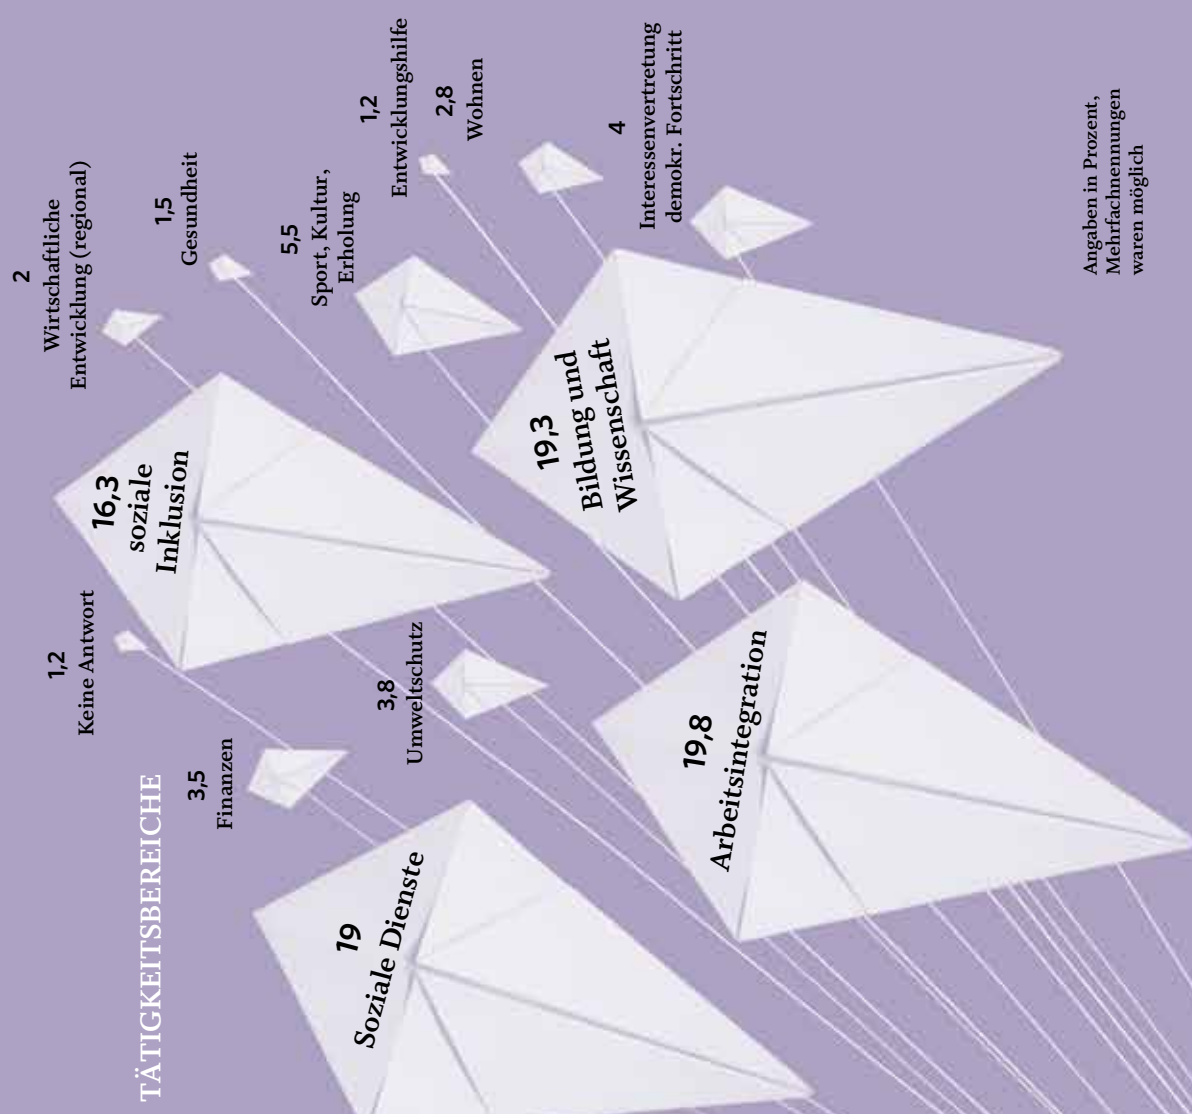 TÄTIGKEITSBEREICHE
19
Soziale Dienste
3,5
Finanzen
1,2
Keine Antwort
16,3
soziale
Inklusion
2
Wirtschaftliche
Entwicklung (regional)
1,5
Gesundheit
3,8
Umweltschutz
19,8
Arbeitsintegration
5,5
Sport, Kultur,
Erholung
19,3
Bildung und
Wissenschaft
1,2
Entwicklungshilfe
2,8
Wohnen
4
Interessenvertretung
demokr. Fortschritt
Angaben in Prozent,
Mehrfachnennungen
waren möglich